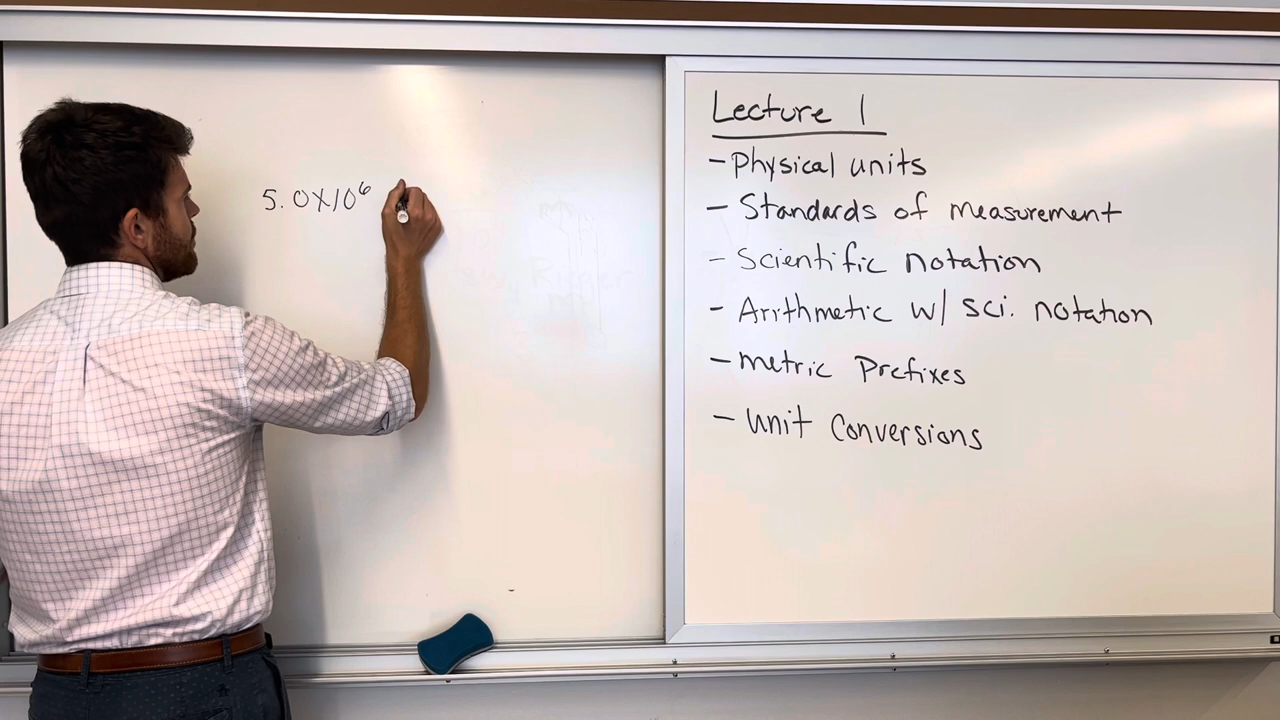 5.0X10⁶
Lecture 1
- Physical units
- Standards of measurement
- Scientific notation
- Arithmetic w/ sci. notation
- metric Prefixes
- unit conversions